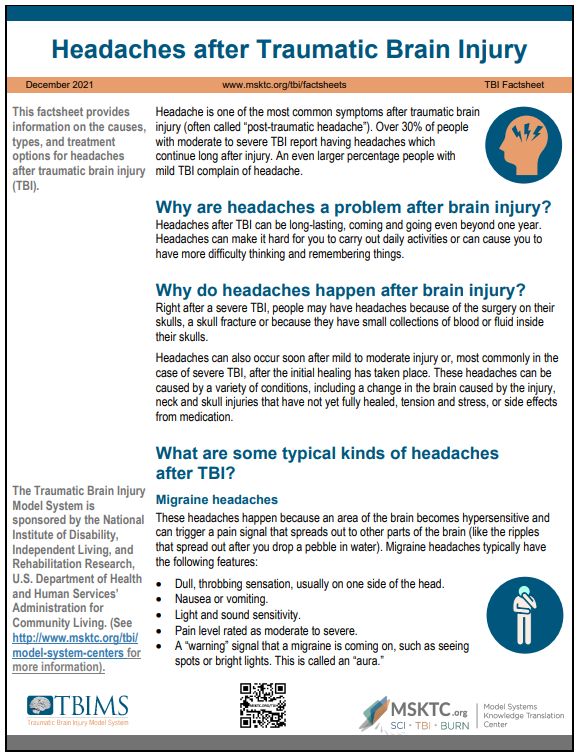 Headaches after Traumatic Brain Injury
December 2021 www.msktc.org/tbi/factsheets TBI Factsheet
This factsheet provides
information on the causes,
types, and treatment
options for headaches
after traumatic brain injury
(TBI).
Headache is one of the most common symptoms after traumatic brain
injury (often called “post-traumatic headache”). Over 30% of people
with moderate to severe TBI report having headaches which
continue long after injury. An even larger percentage people with
mild TBI complain of headache.
Why are headaches a problem after brain injury?
Headaches after TBI can be long-lasting, coming and going even beyond one year.
Headaches can make it hard for you to carry out daily activities or can cause you to
have more difficulty thinking and remembering things.
Why do headaches happen after brain injury?
Right after a severe TBI, people may have headaches because of the surgery on their
skulls, a skull fracture or because they have small collections of blood or fluid inside
their skulls.
Headaches can also occur soon after mild to moderate injury or, most commonly in the
case of severe TBI, after the initial healing has taken place. These headaches can be
caused by a variety of conditions, including a change in the brain caused by the injury,
neck and skull injuries that have not yet fully healed, tension and stress, or side effects
from medication.
What are some typical kinds of headaches
after TBI?
Migraine headaches
These headaches happen because an area of the brain becomes hypersensitive and
can trigger a pain signal that spreads out to other parts of the brain (like the ripples
that spread out after you drop a pebble in water). Migraine headaches typically have
the following features:
• Dull, throbbing sensation, usually on one side of the head.
• Nausea or vomiting.
• Light and sound sensitivity.
• Pain level rated as moderate to severe.
• A “warning” signal that a migraine is coming on, such as seeing
spots or bright lights. This is called an “aura.”
The Traumatic Brain Injury
Model System is
sponsored by the National
Institute of Disability,
Independent Living, and
Rehabilitation Research,
U.S. Department of Health
and Human Services’
Administration for
Community Living. (See
http://www.msktc.org/tbi/
model-system-centers for
more information).
TBIMS
Traumatic Brain Injury Model System
MSKTC.ORG/TBI
MSKTC.org
SCI · TBI · BURN
Model Systems
Knowledge Translation
Center